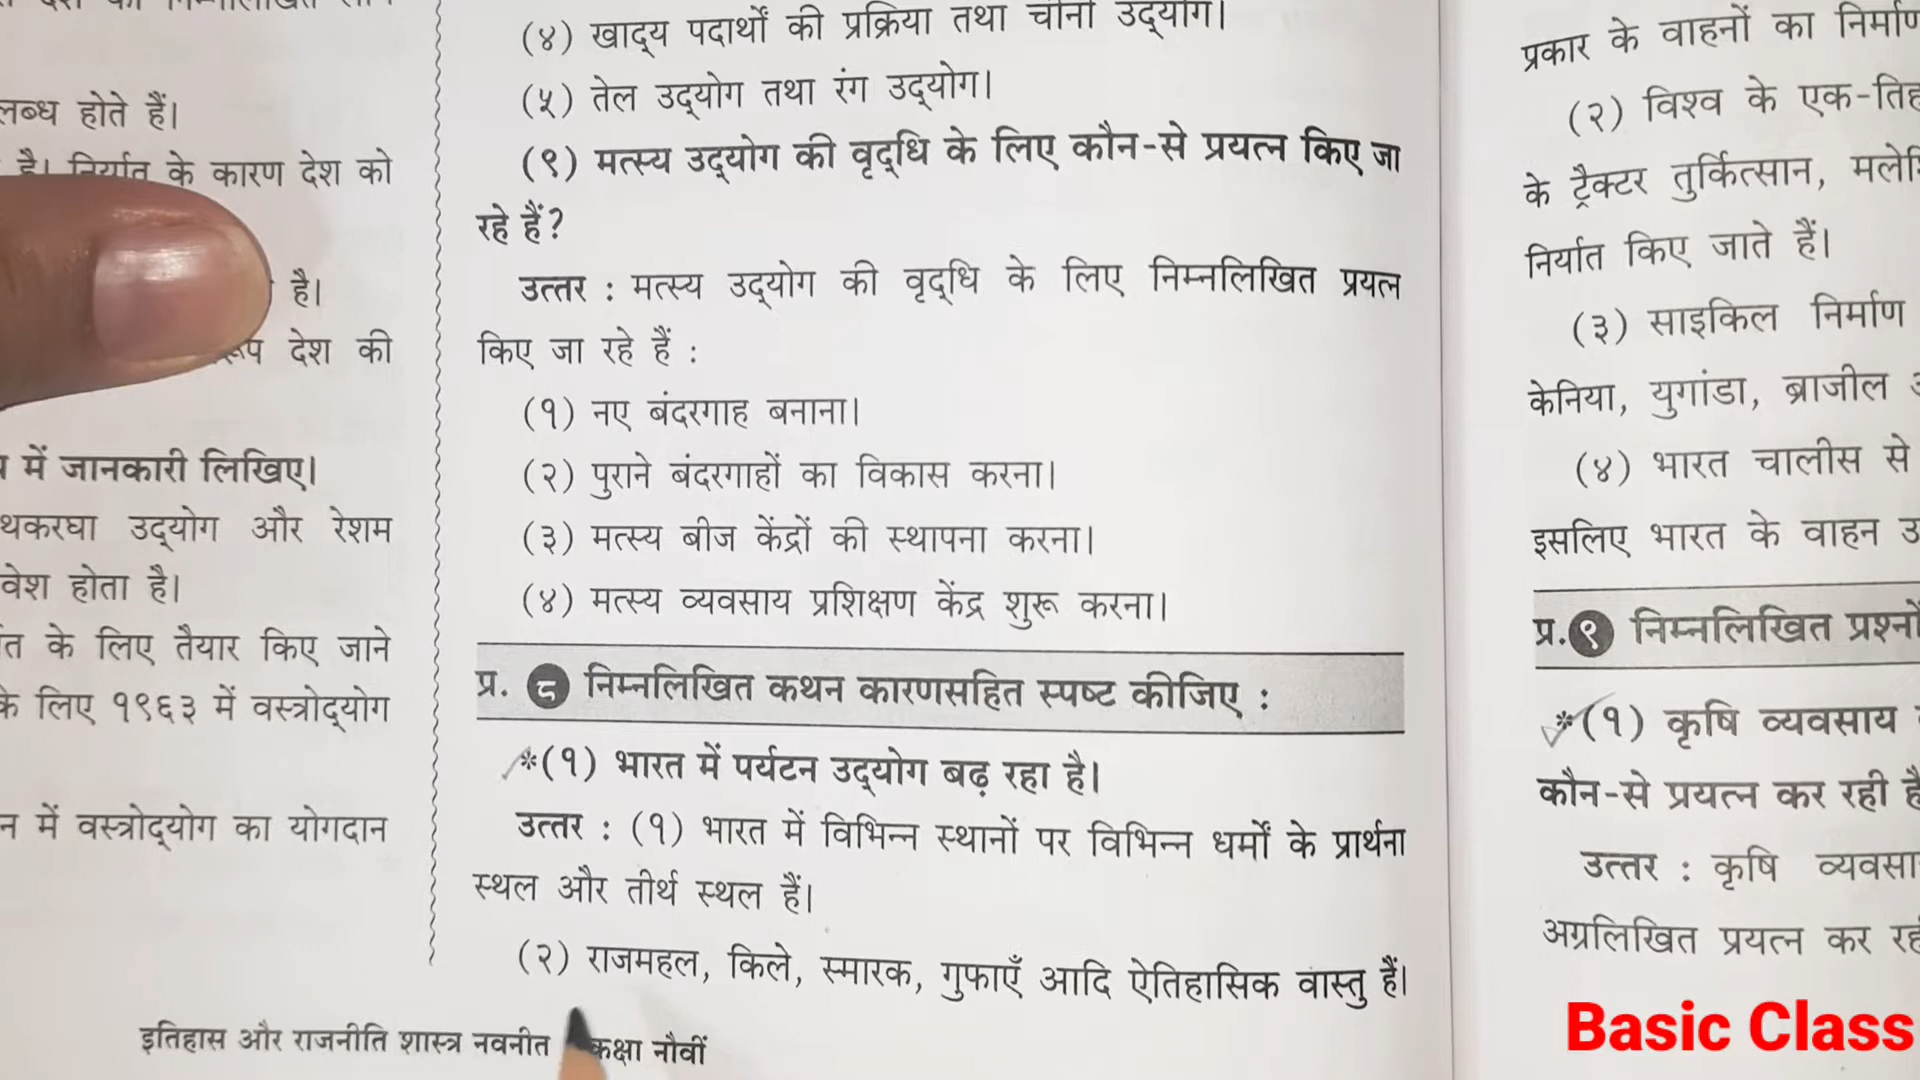 लब्ध होते हैं।
है। निर्यात के कारण देश को
है।
रूप देश की
में जानकारी लिखिए।
थकरघा उद्‌योग और रेशम
वेश होता है।
त के लिए तैयार किए जाने
के लिए १९६३ में वस्त्रोद्‌योग
न में वस्त्रोद्‌योग का योगदान
(४) खाद्‌य पदार्थों की प्रक्रिया तथा चीनी उद्‌योग।
(५) तेल उद्‌योग तथा रंग उद्‌योग।
(९) मत्स्य उद्‌योग की वृद्‌धि के लिए कौन-से प्रयत्न किए जा
रहे हैं?
उत्तर : मत्स्य उद्‌योग की वृद्‌धि के लिए निम्नलिखित प्रयत्न
किए जा रहे हैं :
(१) नए बंदरगाह बनाना।
(२) पुराने बंदरगाहों का विकास करना।
(३) मत्स्य बीज केंद्रों की स्थापना करना।
(४) मत्स्य व्यवसाय प्रशिक्षण केंद्र शुरू करना।
प्र. ८ निम्नलिखित कथन कारणसहित स्पष्ट कीजिए :
*(१) भारत में पर्यटन उद्‌योग बढ़ रहा है।
उत्तर : (१) भारत में विभिन्न स्थानों पर विभिन्न धर्मों के प्रार्थना
स्थल और तीर्थ स्थल हैं।
(२) राजमहल, किले, स्मारक, गुफाएँ आदि ऐतिहासिक वास्तु हैं।
इतिहास और राजनीति शास्त्र नवनीत कक्षा नौवीं
प्रकार के वाहनों का निर्माण
(२) विश्व के एक-तिह
के ट्रैक्टर तुर्कित्सान, मले
निर्यात किए जाते हैं।
(३) साइकिल निर्माण
केनिया, युगांडा, ब्राजील
(४) भारत चालीस से
इसलिए भारत के वाहन उ
प्र. ९ निम्नलिखित प्रश्नों
*(१) कृषि व्यवसाय
कौन-से प्रयत्न कर रही है
उत्तर : कृषि व्यवसा
अग्रलिखित प्रयत्न कर रह
Basic Class